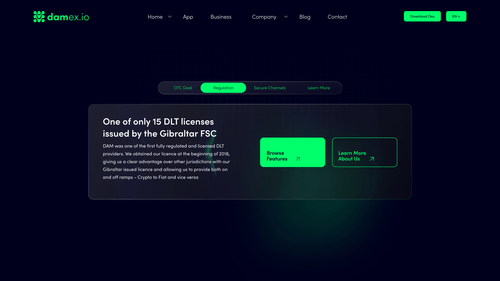 damex.io
Home
App
Business
Company
Blog
Contact
Download Dex
EN
OTC Desk
Regulation
Secure Channels
Learn More
One of only 15 DLT licenses
issued by the Gibraltar FSC
DAM was one of the first fully regulated and licensed DLT
providers. We obtained our licence at the beginning of 2018,
giving us a clear advantage over other jurisdictions with our
Gibraltar issued licence and allowing us to provide both on
and off ramps - Crypto to Fiat and vice versa
Browse
Features
Learn More
About Us